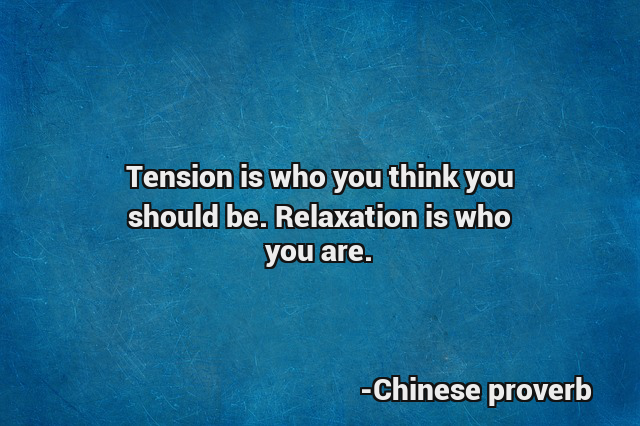 Tension is who you think you
should be. Relaxation is who
you are.
-Chinese proverb